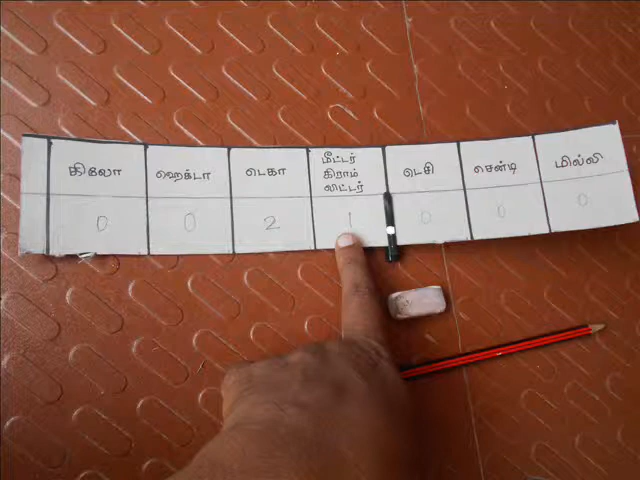 கிலோ ஹெக்டா டெகா மீட்டர் கிராம் லிட்டர் டெசி சென்டி மில்லி
0 0 2 1 0 0 0